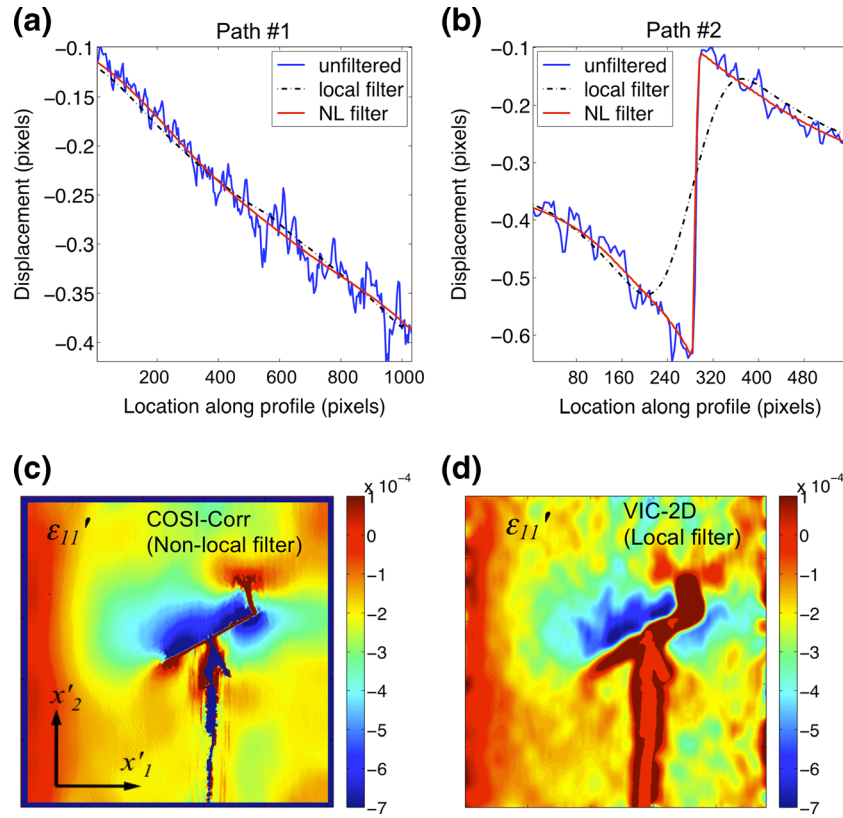 (a)
Path #1
unfiltered
local filter
NL filter
−0.1
−0.15
−0.2
−0.25
−0.3
−0.35
−0.4
200 400 600 800 1000
Displacement (pixels)
Location along profile (pixels)
(b)
Path #2
unfiltered
local filter
NL filter
−0.1
−0.2
−0.3
−0.4
−0.5
−0.6
80 160 240 320 400 480
Displacement (pixels)
Location along profile (pixels)
(c)
ε11′
COSI-Corr
(Non-local filter)
x′2
x′1
x 10−4
1
0
−1
−2
−3
−4
−5
−6
−7
(d)
ε11′
VIC-2D
(Local filter)
x 10−4
1
0
−1
−2
−3
−4
−5
−6
−7